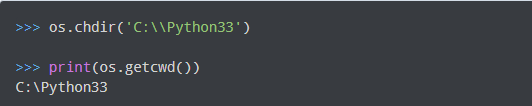 >>> os.chdir('C:\\Python33')
>>> print(os.getcwd())
C:\Python33